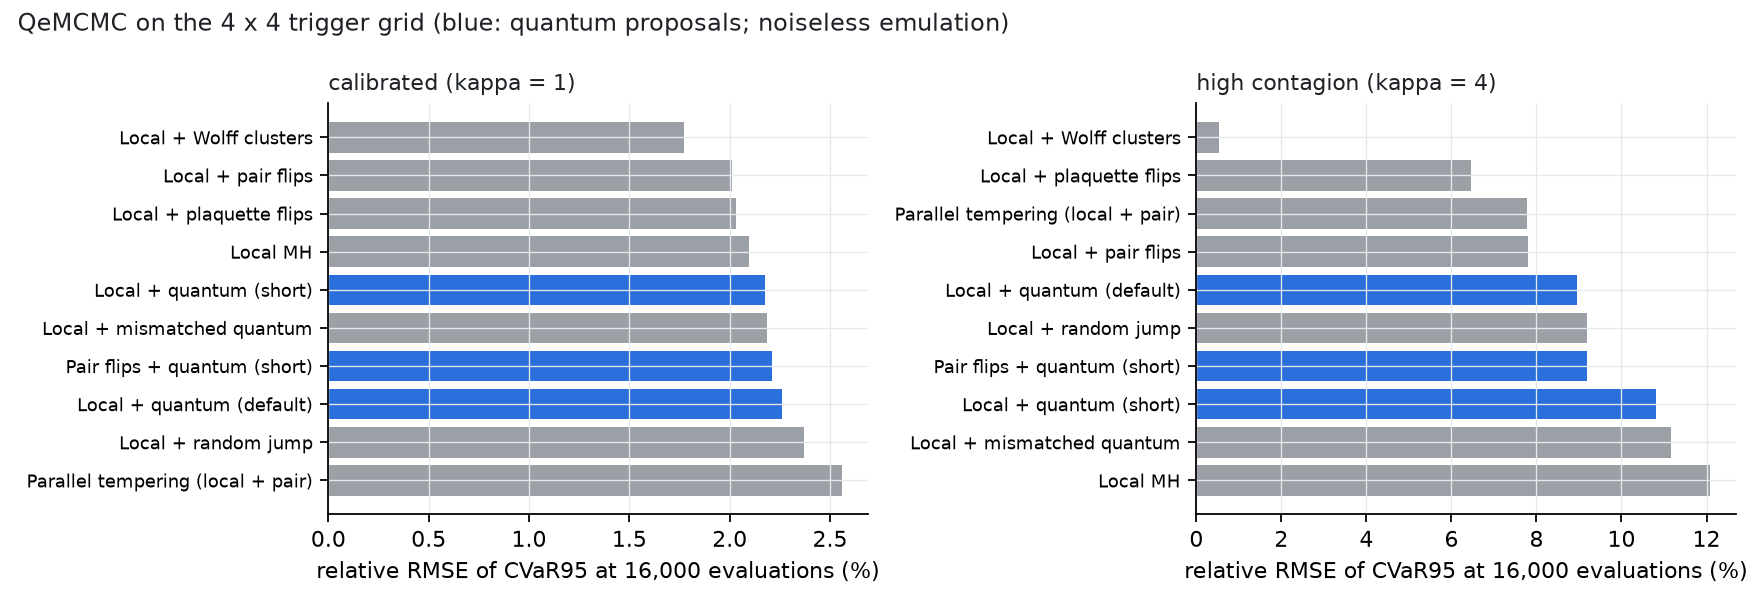 QeMCMC on the 4 x 4 trigger grid (blue: quantum proposals; noiseless emulation)
calibrated (kappa = 1)
Local + Wolff clusters
Local + pair flips
Local + plaquette flips
Local MH
Local + quantum (short)
Local + mismatched quantum
Pair flips + quantum (short)
Local + quantum (default)
Local + random jump
Parallel tempering (local + pair)
0.0 0.5 1.0 1.5 2.0 2.5
relative RMSE of CVaR95 at 16,000 evaluations (%)
high contagion (kappa = 4)
Local + Wolff clusters
Local + plaquette flips
Parallel tempering (local + pair)
Local + pair flips
Local + quantum (default)
Local + random jump
Pair flips + quantum (short)
Local + quantum (short)
Local + mismatched quantum
Local MH
0 2 4 6 8 10 12
relative RMSE of CVaR95 at 16,000 evaluations (%)